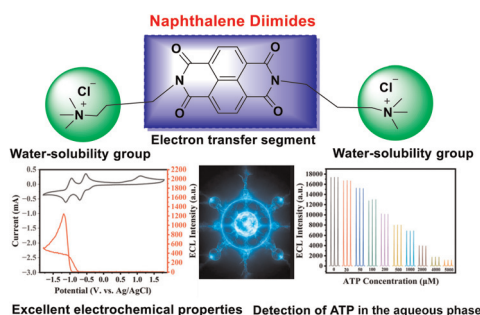 Naphthalene Diimides
Cl⁻
N⁺
O O
N N
O O
Cl⁻
N⁺
Electron transfer segment
Water-solubility group
Water-solubility group
Current (mA)
0.5
0.0
−0.5
−1.0
−1.5
−2.0
−2.5
−3.0
2200
2000
1800
1600
1400
1200
1000
800
600
400
200
0
ECL Intensity (a.u.)
−1.5 −1.0 −0.5 0.0 0.5 1.0 1.5
Potential (V. vs. Ag/AgCl)
ECL Intensity (a.u.)
18000
16000
14000
12000
10000
8000
6000
4000
2000
0
ATP Concentration (μM)
Excellent electrochemical properties
Detection of ATP in the aqueous phase